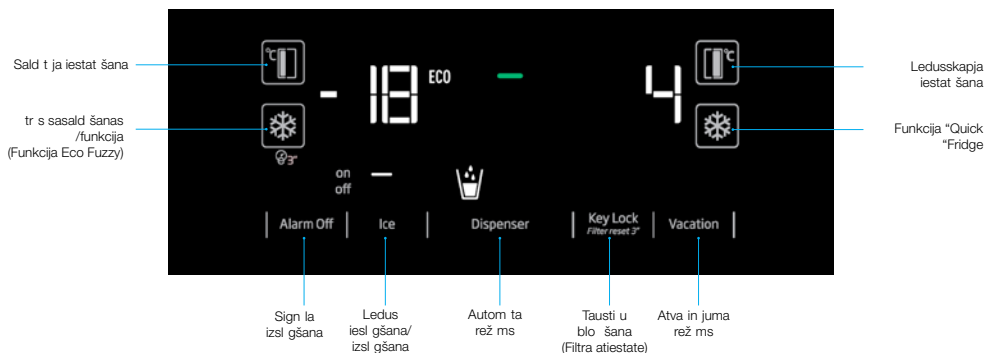 Sald t ja iestat šana
tr s sasald šanas
/funkcija
(Funkcija Eco Fuzzy)
°C
- 18
ECO
4
°C
3"
on
off
Alarm Off
Ice
Dispenser
Key Lock
Filter reset 3"
Vacation
Ledusskapja
iestat šana
Funkcija “Quick
“Fridge
Sign la
izsl gšana
Ledus
iesl gšana/
izsl gšana
Autom ta
rež ms
Tausti u
blo šana
(Filtra atiestate)
Atva in juma
rež ms